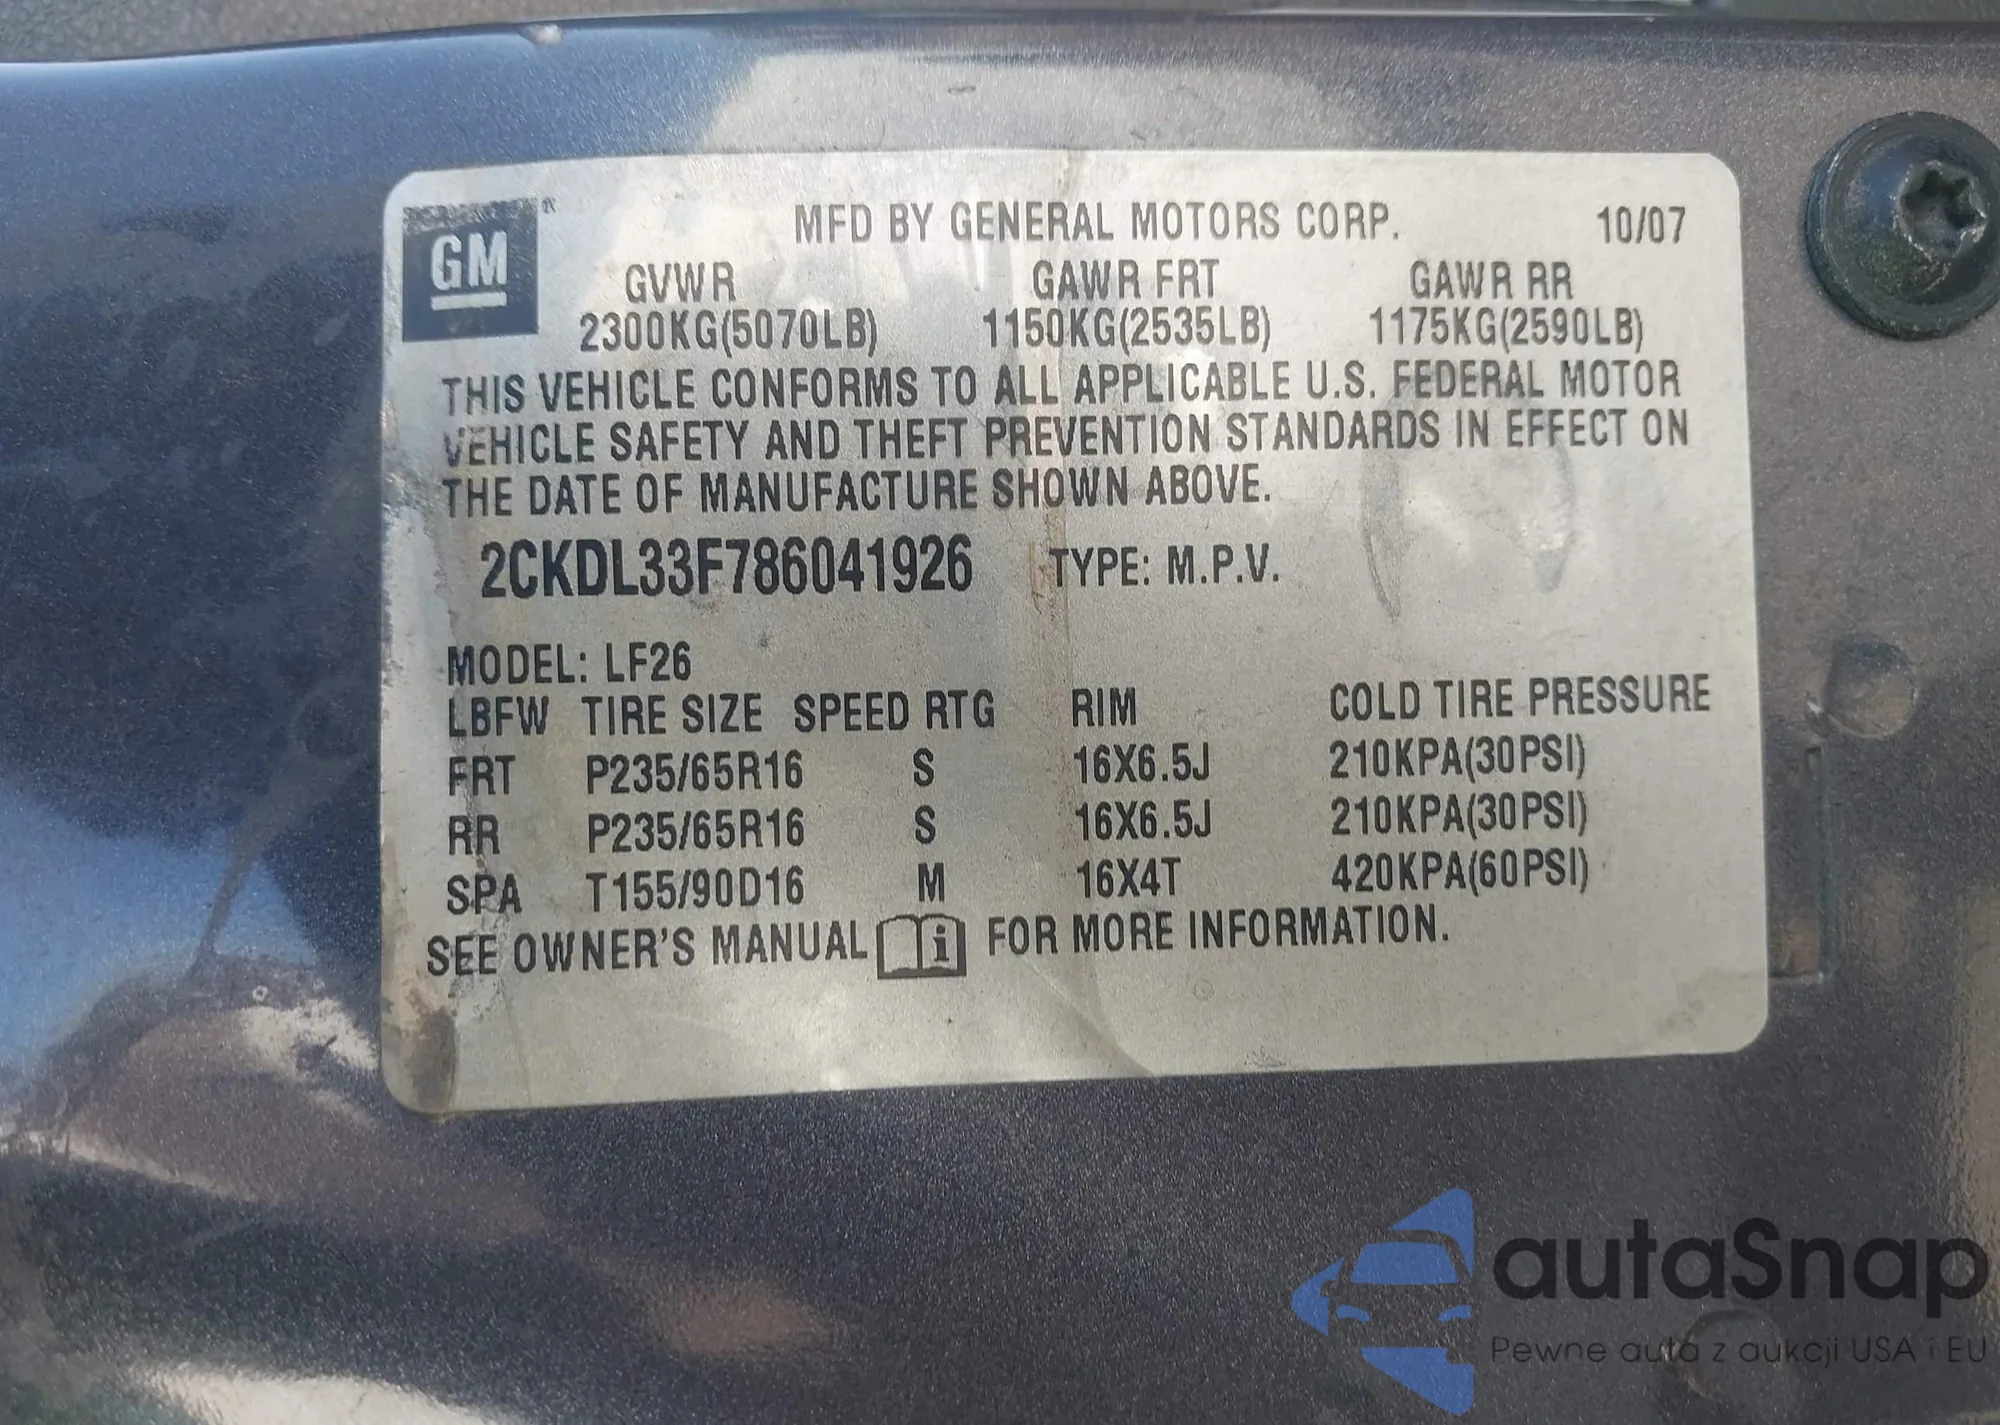 GM ®
MFD BY GENERAL MOTORS CORP. 10/07
GVWR GAWR FRT GAWR RR
2300KG(5070LB) 1150KG(2535LB) 1175KG(2590LB)
THIS VEHICLE CONFORMS TO ALL APPLICABLE U.S. FEDERAL MOTOR
VEHICLE SAFETY AND THEFT PREVENTION STANDARDS IN EFFECT ON
THE DATE OF MANUFACTURE SHOWN ABOVE.
2CKDL33F786041926 TYPE: M.P.V.
MODEL: LF26
LBFW TIRE SIZE SPEED RTG RIM COLD TIRE PRESSURE
FRT P235/65R16 S 16X6.5J 210KPA(30PSI)
RR P235/65R16 S 16X6.5J 210KPA(30PSI)
SPA T155/90D16 M 16X4T 420KPA(60PSI)
SEE OWNER'S MANUAL i FOR MORE INFORMATION.
autaSnap
Pewne auta z aukcji USA i EU